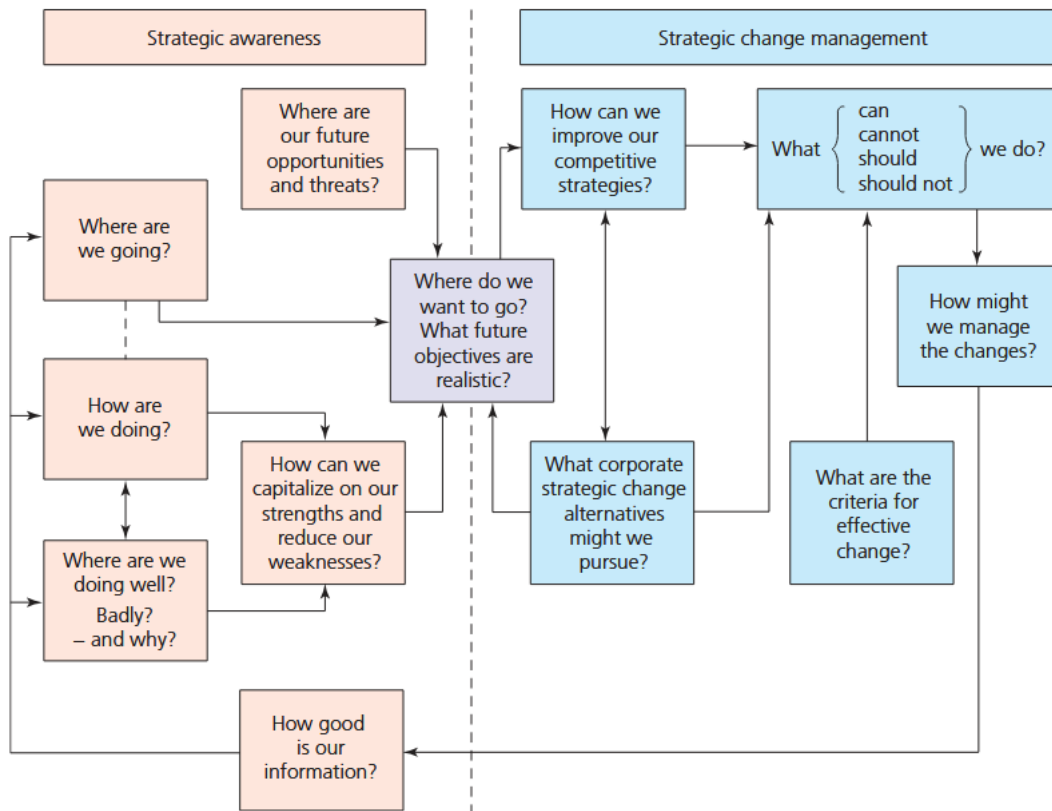 Strategic awareness
Strategic change management
Where are
our future
opportunities
and threats?
How can we
improve our
competitive
strategies?
What
can
cannot
should
should not
we do?
Where are
we going?
Where do we
want to go?
What future
objectives are
realistic?
How might
we manage
the changes?
How are
we doing?
How can we
capitalize on our
strengths and
reduce our
weaknesses?
What corporate
strategic change
alternatives
might we
pursue?
What are the
criteria for
effective
change?
Where are we
doing well?
Badly?
– and why?
How good
is our
information?